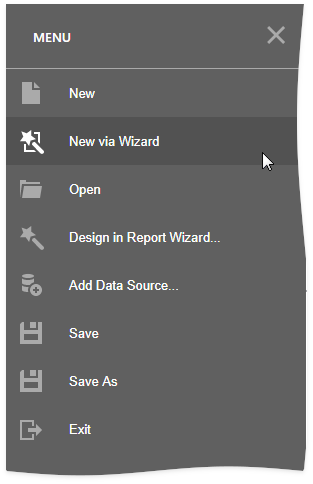 MENU
New
New via Wizard
Open
Design in Report Wizard...
Add Data Source...
Save
Save As
Exit